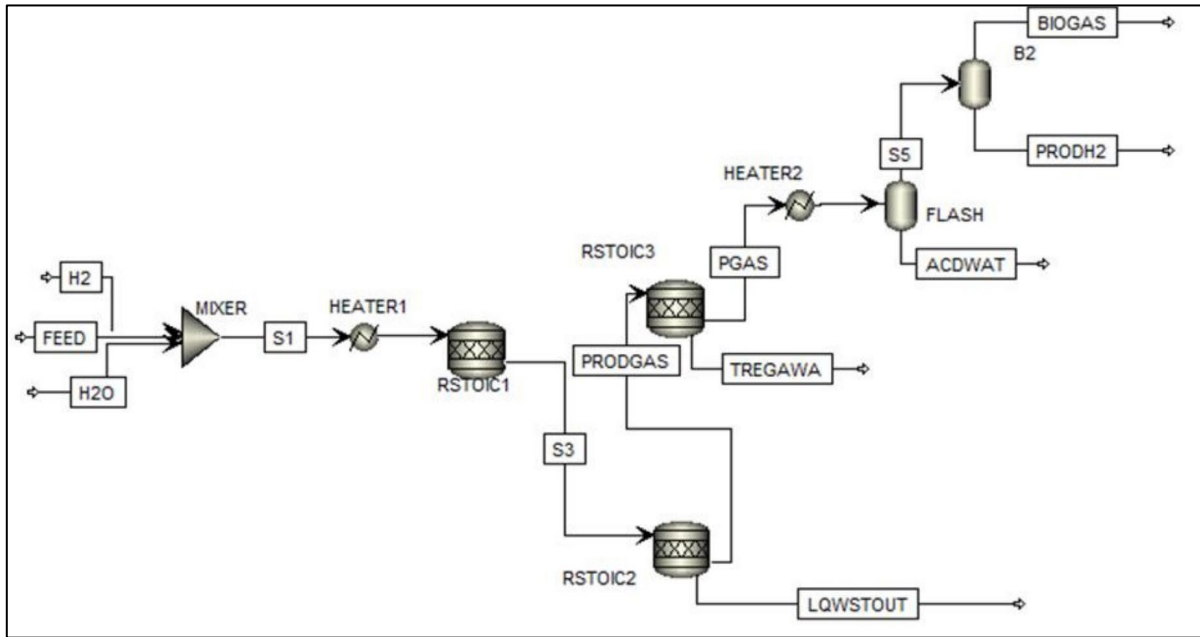 BIOGAS
B2
PRODH2
S5
HEATER2
FLASH
RSTOIC3
PGAS
ACDWAT
H2
MIXER
HEATER1
FEED
S1
PRODGAS
TREGAWA
RSTOIC1
H2O
S3
RSTOIC2
LQWSTOUT